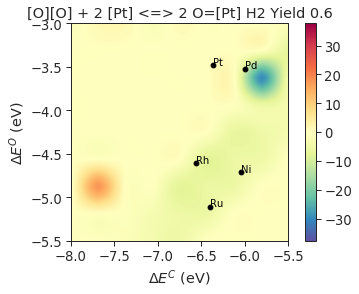 [O][O] + 2 [Pt] <=> 2 O=[Pt] H2 Yield 0.6
−3.0
−3.5
−4.0
−4.5
−5.0
−5.5
ΔE^O (eV)
Pt
Pd
Rh
Ni
Ru
30
20
10
0
−10
−20
−30
−8.0 −7.5 −7.0 −6.5 −6.0 −5.5
ΔE^C (eV)